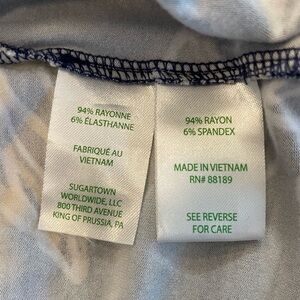 94% RAYONNE
6% ÉLASTHANNE
FABRIQUÉ AU
VIETNAM
SUGARTOWN
WORLDWIDE, LLC
800 THIRD AVENUE
KING OF PRUSSIA, PA
94% RAYON
6% SPANDEX
MADE IN VIETNAM
RN# 88189
SEE REVERSE
FOR CARE